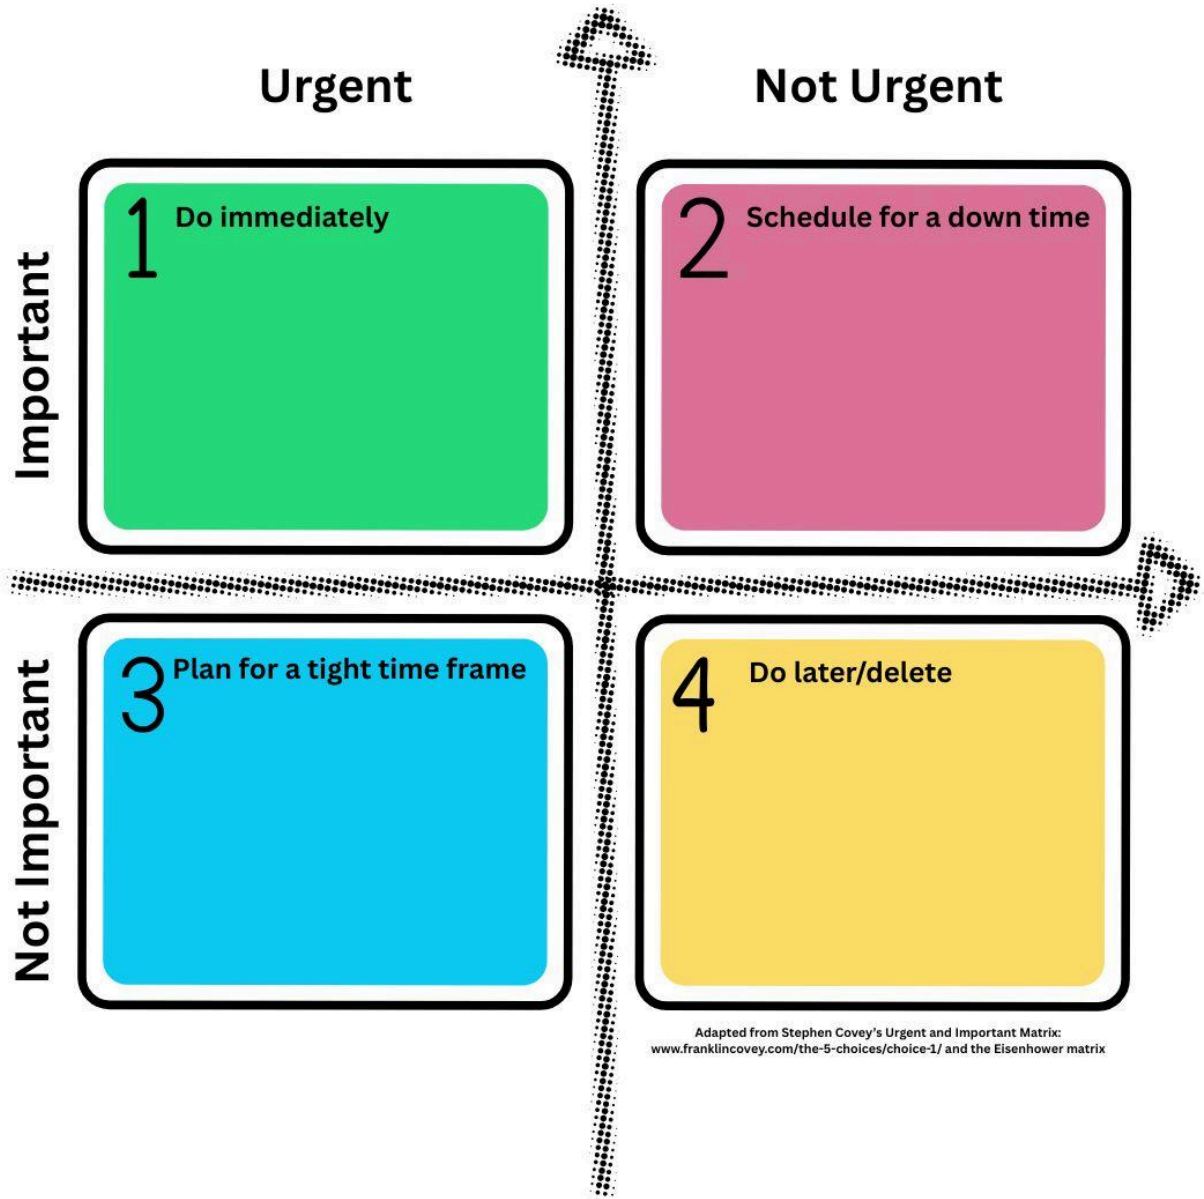 Urgent
Not Urgent
Important
1 Do immediately
2 Schedule for a down time
Not Important
3 Plan for a tight time frame
4 Do later/delete
Adapted from Stephen Covey's Urgent and Important Matrix:
www.franklincovey.com/the-5-choices/choice-1/ and the Eisenhower matrix